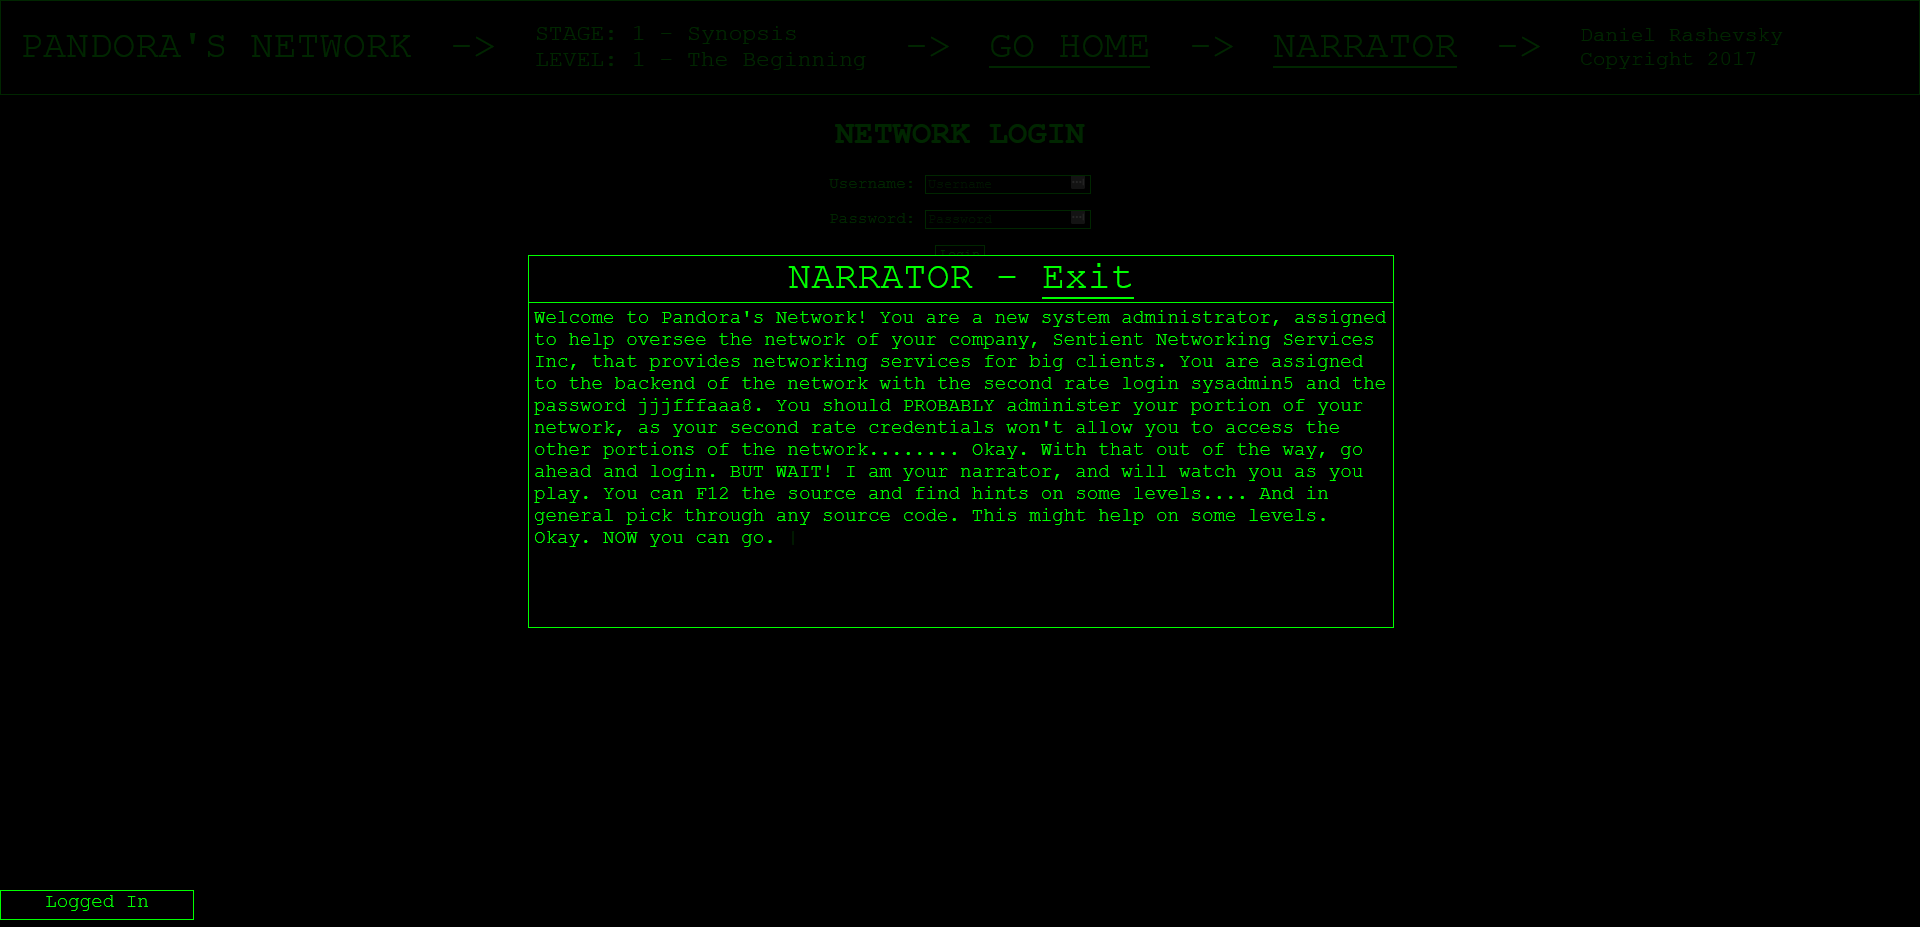 PANDORA'S NETWORK -> STAGE: 1 - Synopsis -> GO HOME -> NARRATOR -> Daniel Rashevsky
LEVEL: 1 - The Beginning Copyright 2017
NETWORK LOGIN
Username: Username
Password: Password
Login
NARRATOR - Exit
Welcome to Pandora's Network! You are a new system administrator, assigned
to help oversee the network of your company, Sentient Networking Services
Inc, that provides networking services for big clients. You are assigned
to the backend of the network with the second rate login sysadmin5 and the
password jjjfffaaa8. You should PROBABLY administer your portion of your
network, as your second rate credentials won't allow you to access the
other portions of the network........ Okay. With that out of the way, go
ahead and login. BUT WAIT! I am your narrator, and will watch you as you
play. You can F12 the source and find hints on some levels.... And in
general pick through any source code. This might help on some levels.
Okay. NOW you can go. |
Logged In